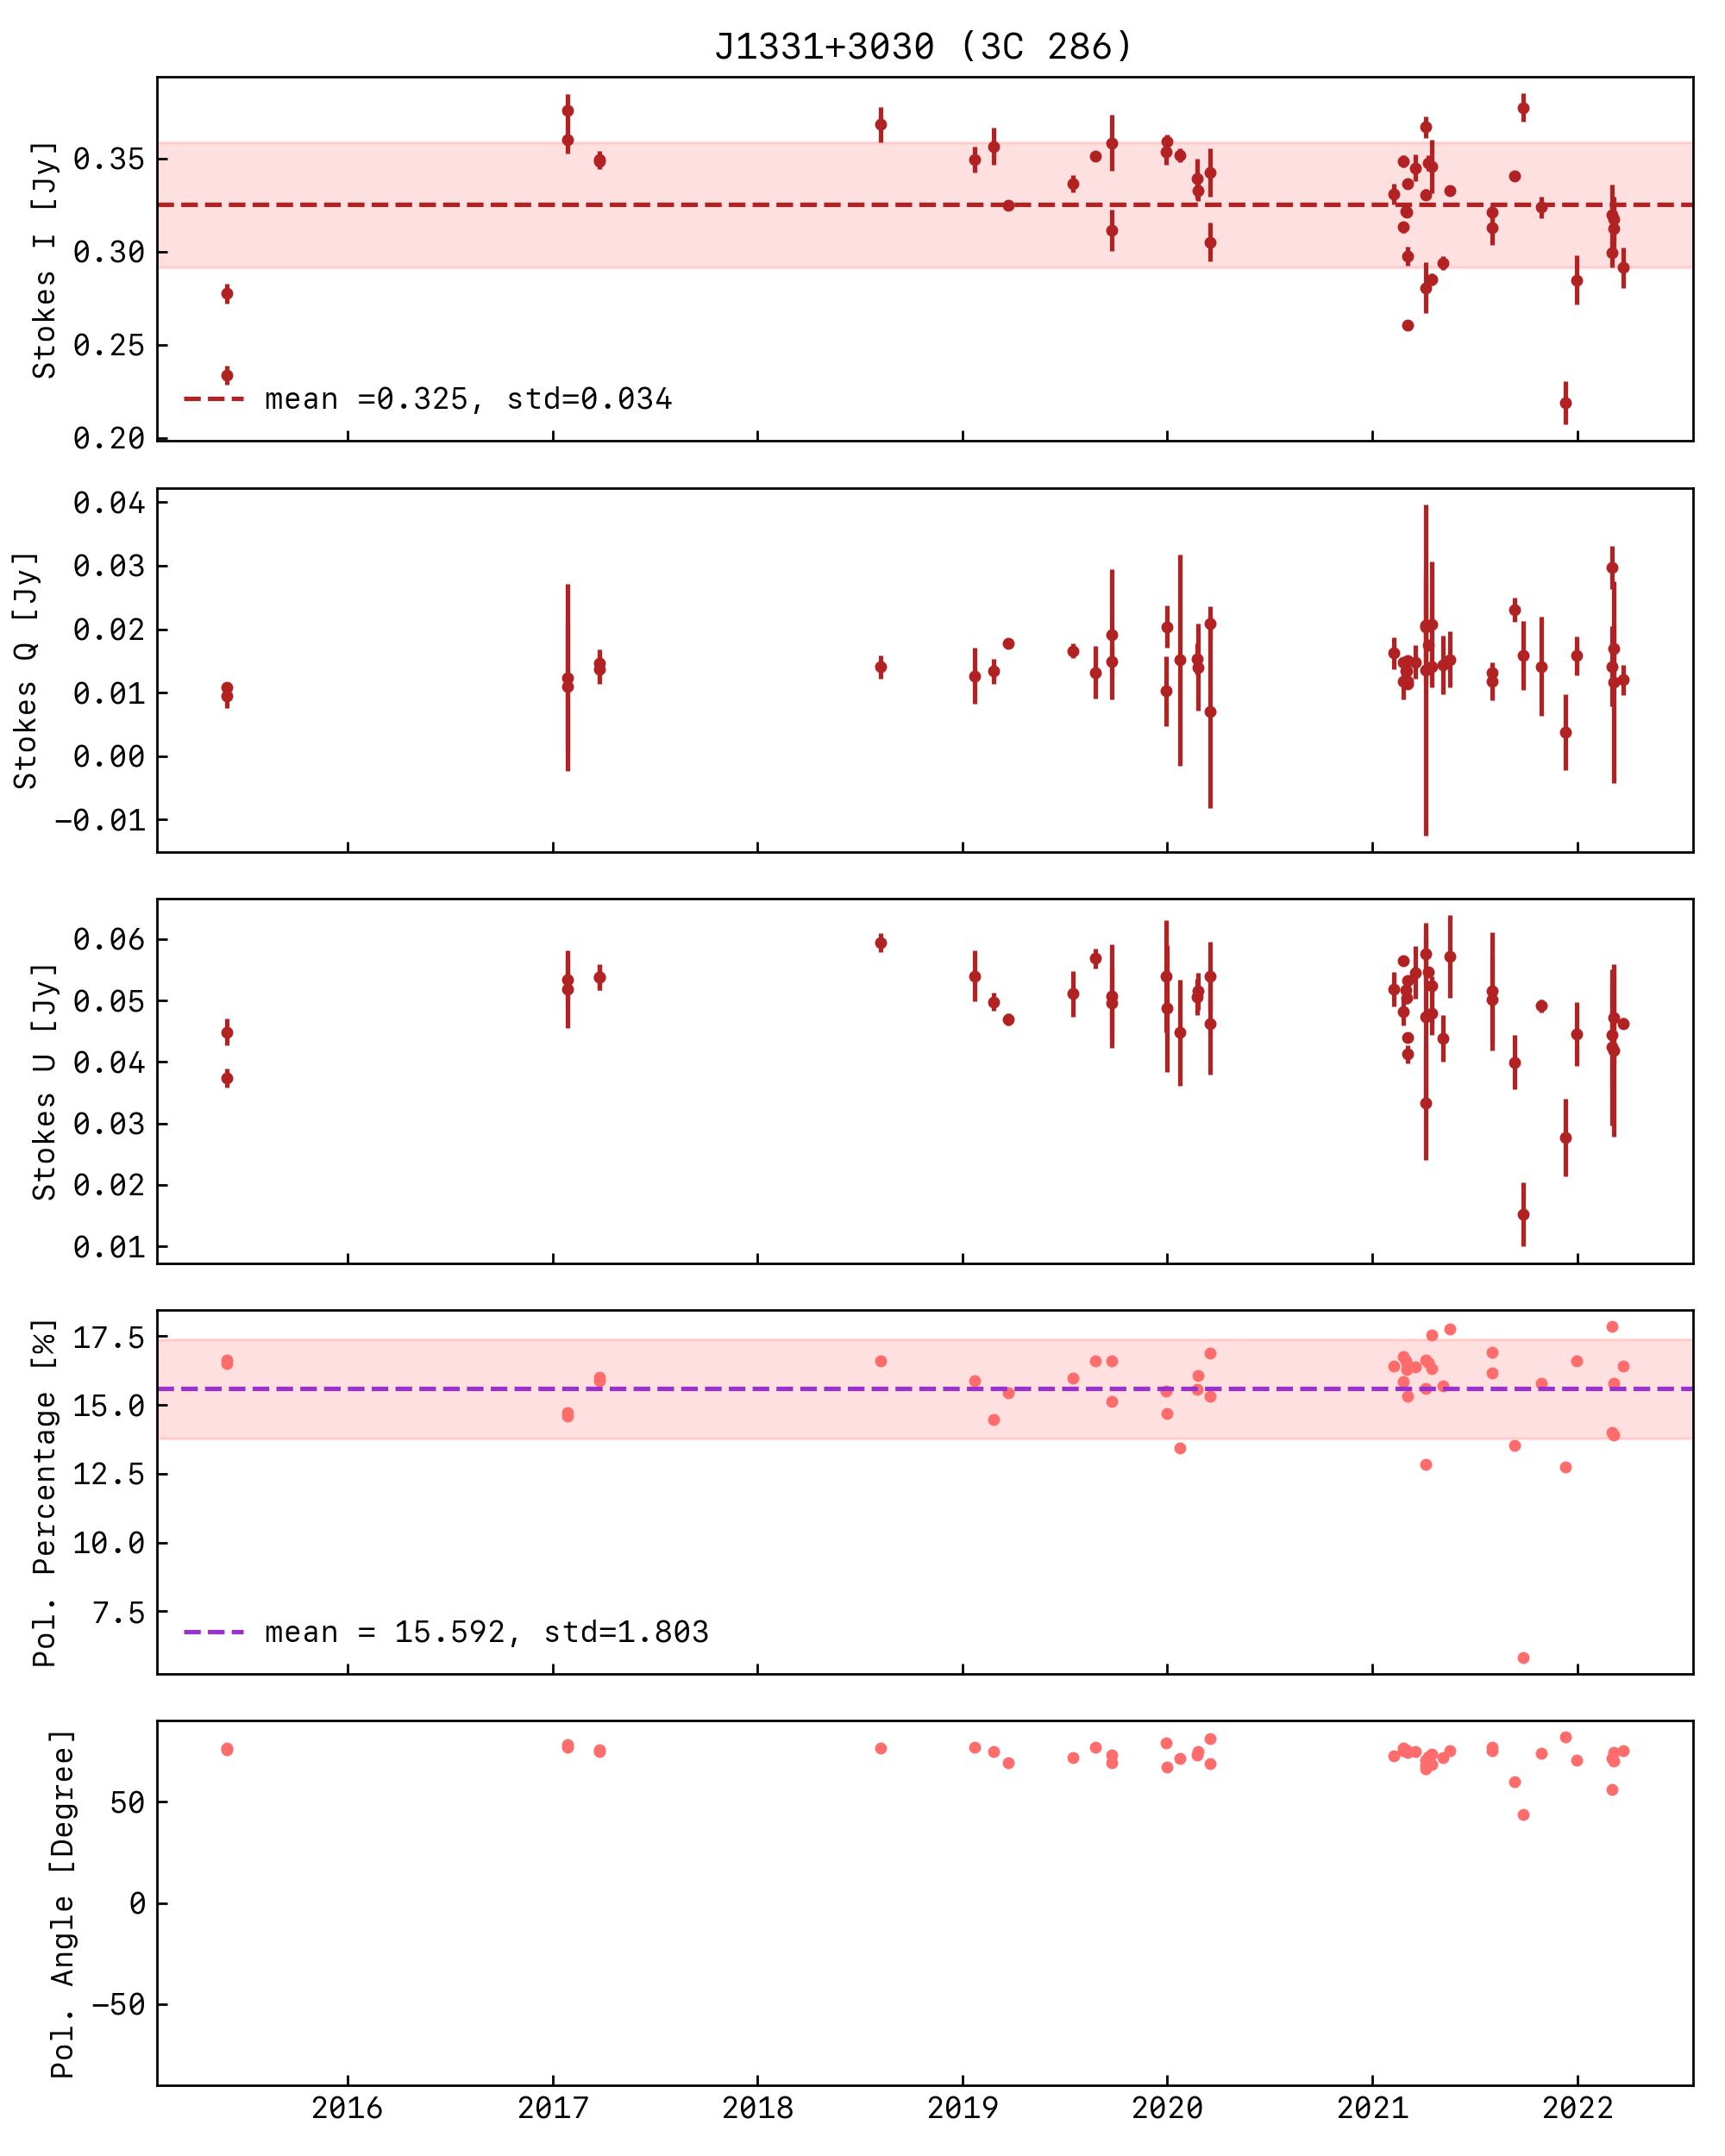 J1331+3030 (3C 286)
Stokes I [Jy]
0.35
0.30
0.25
0.20
mean =0.325, std=0.034
Stokes Q [Jy]
0.04
0.03
0.02
0.01
0.00
−0.01
Stokes U [Jy]
0.06
0.05
0.04
0.03
0.02
0.01
Pol. Percentage [%]
17.5
15.0
12.5
10.0
7.5
mean = 15.592, std=1.803
Pol. Angle [Degree]
50
0
−50
2016 2017 2018 2019 2020 2021 2022